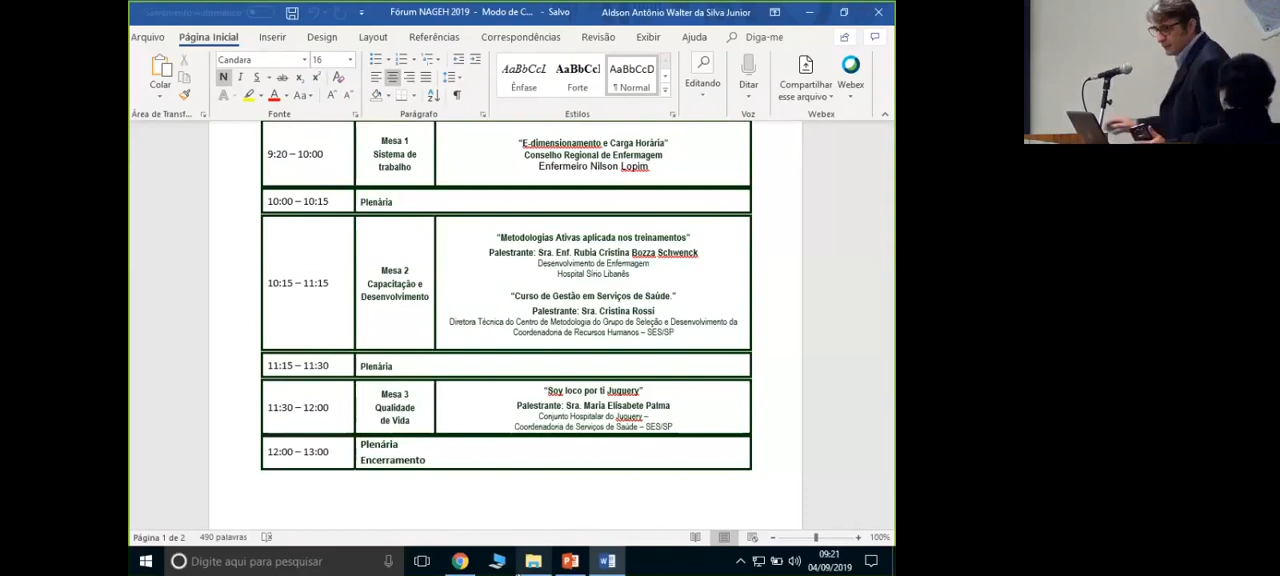 Fórum NAGEH 2019 - Modo de C... - Salvo
Aldson Antônio Walter da Silva Junior
Arquivo Página Inicial Inserir Design Layout Referências Correspondências Revisão Exibir Ajuda Diga-me
Candara 16
Colar
N I S ab x₂ x²
A A Aa A A
AaBbCcL AaBbCcl AaBbCcD
Ênfase Forte ¶ Normal
Editando
Ditar
Compartilhar
esse arquivo
Webex
Área de Transf... Fonte Parágrafo Estilos Voz Webex
9:20 – 10:00
Mesa 1
Sistema de
trabalho
"E-dimensionamento e Carga Horária"
Conselho Regional de Enfermagem
Enfermeiro Nilson Lopim
10:00 – 10:15
Plenária
10:15 – 11:15
Mesa 2
Capacitação e
Desenvolvimento
"Metodologias Ativas aplicada nos treinamentos"
Palestrante: Sra. Enf. Rubia Cristina Bozza Schwenck
Desenvolvimento de Enfermagem
Hospital Sírio Libanês
"Curso de Gestão em Serviços de Saúde."
Palestrante: Sra. Cristina Rossi
Diretora Técnica do Centro de Metodologia do Grupo de Seleção e Desenvolvimento da
Coordenadoria de Recursos Humanos – SES/SP
11:15 – 11:30
Plenária
11:30 – 12:00
Mesa 3
Qualidade
de Vida
"Soy loco por ti Juquery"
Palestrante: Sra. Maria Elisabete Palma
Conjunto Hospitalar do Juquery –
Coordenadoria de Serviços de Saúde – SES/SP
12:00 – 13:00
Plenária
Encerramento
Página 1 de 2 490 palavras
100%
Digite aqui para pesquisar
09:21
04/09/2019